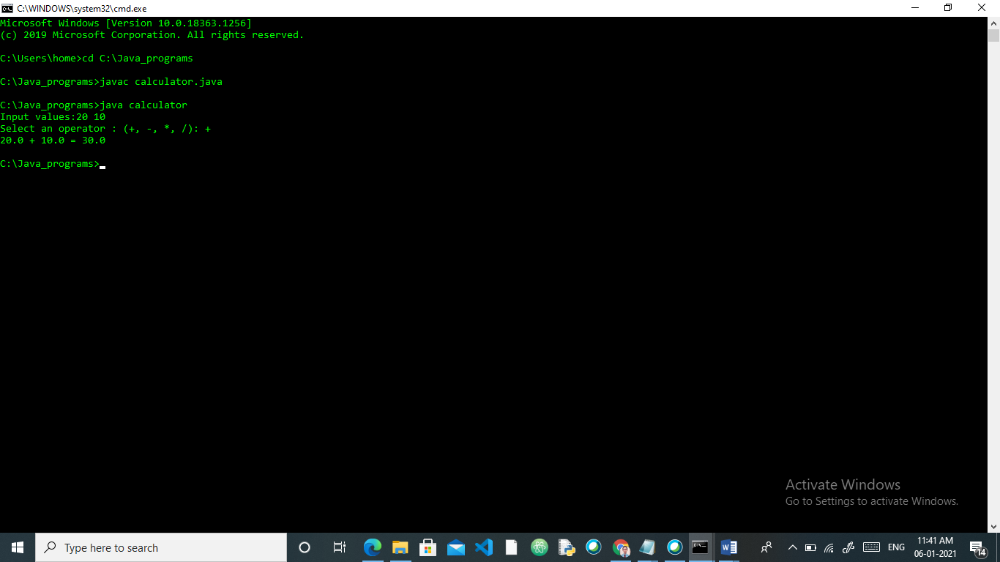 C:\WINDOWS\system32\cmd.exe
Microsoft Windows [Version 10.0.18363.1256]
(c) 2019 Microsoft Corporation. All rights reserved.
C:\Users\home>cd C:\Java_programs
C:\Java_programs>javac calculator.java
C:\Java_programs>java calculator
Input values:20 10
Select an operator : (+, -, *, /): +
20.0 + 10.0 = 30.0
C:\Java_programs>
Activate Windows
Go to Settings to activate Windows.
Type here to search
ENG
11:41 AM
06-01-2021
14